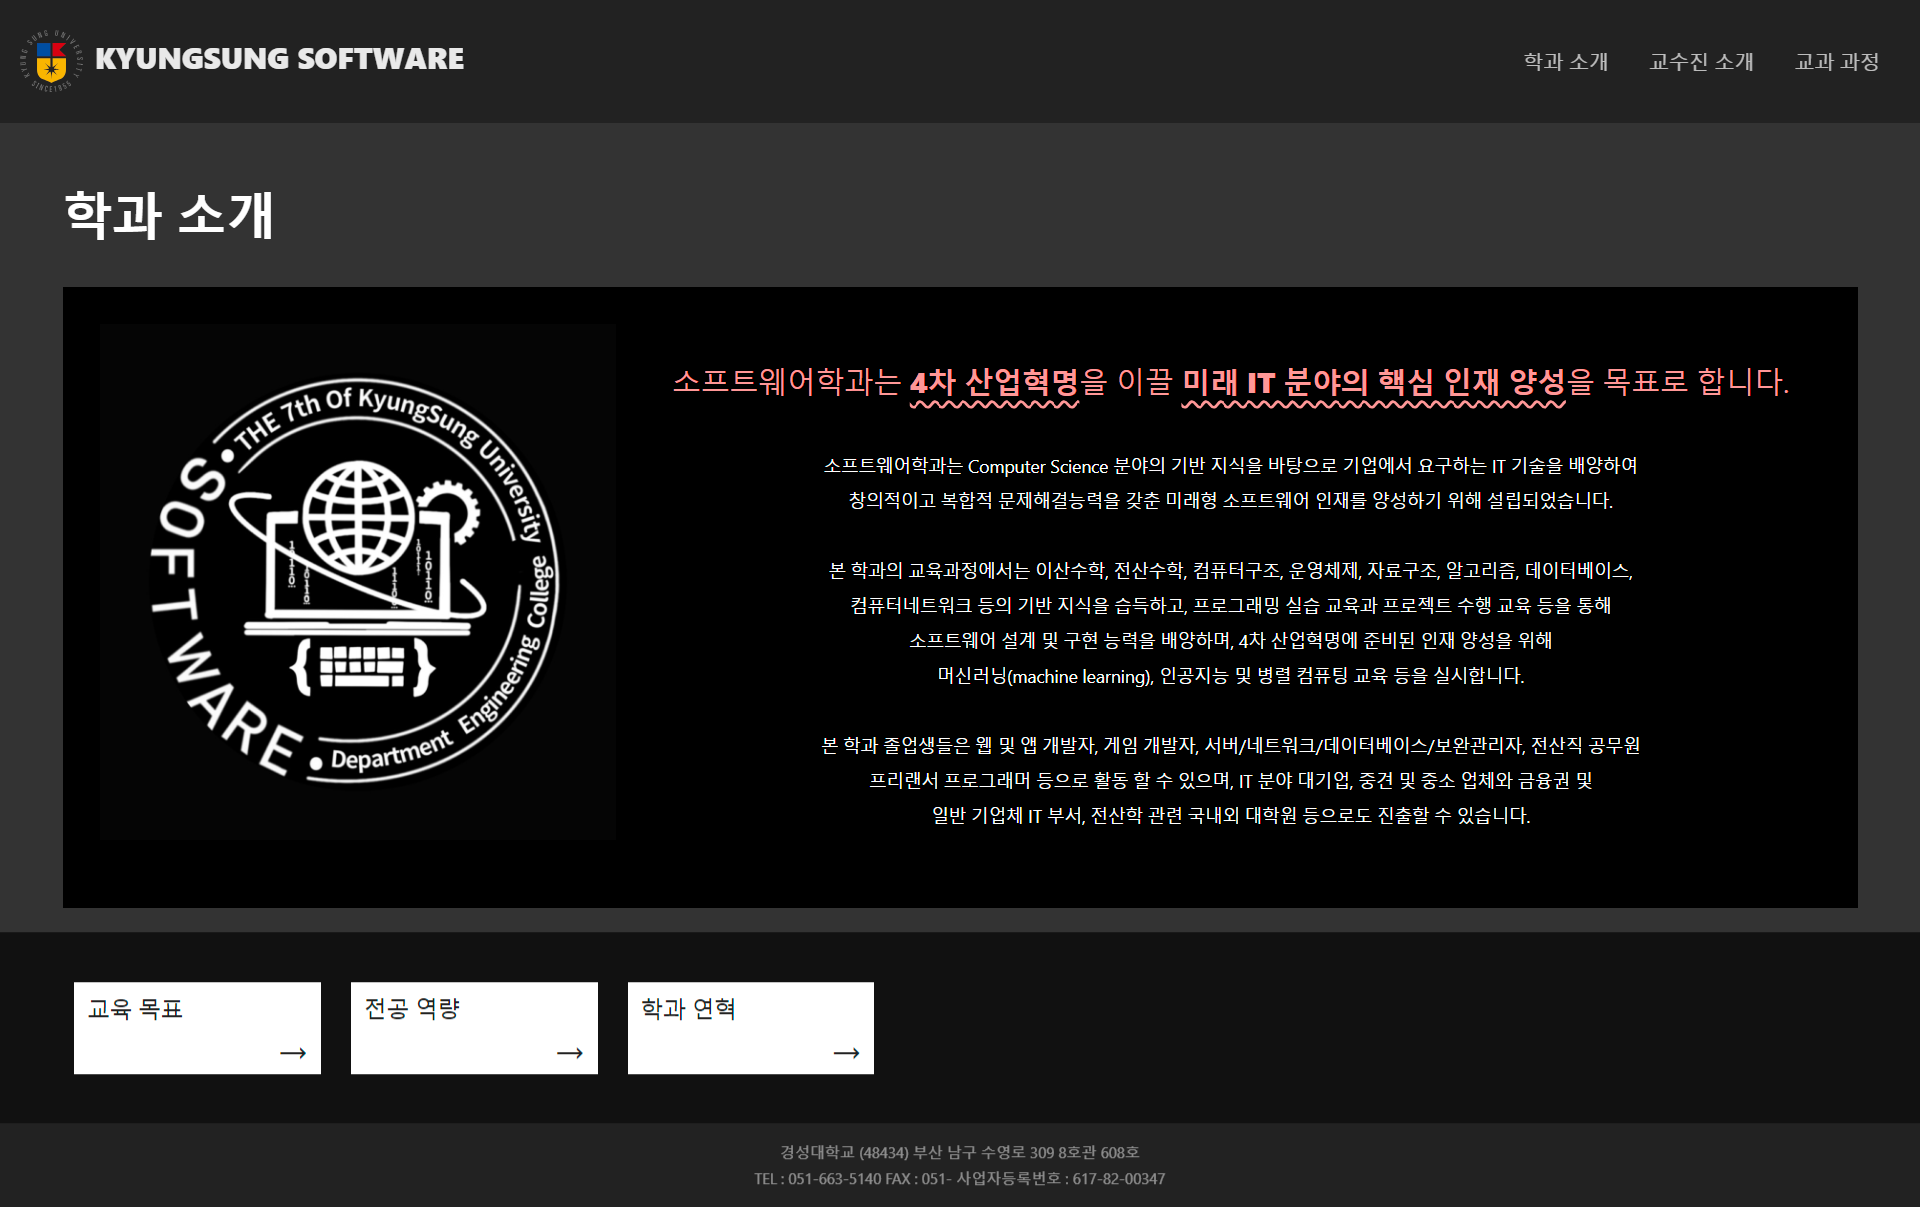 KYUNG SUNG UNIVERSITY
SINCE1955
KYUNGSUNG SOFTWARE
학과 소개
교수진 소개
교과 과정
학과 소개
THE 7th Of KyungSung University
SOFTWARE
Department Engineering College
소프트웨어학과는 4차 산업혁명을 이끌 미래 IT 분야의 핵심 인재 양성을 목표로 합니다.
소프트웨어학과는 Computer Science 분야의 기반 지식을 바탕으로 기업에서 요구하는 IT 기술을 배양하여
창의적이고 복합적 문제해결능력을 갖춘 미래형 소프트웨어 인재를 양성하기 위해 설립되었습니다.
본 학과의 교육과정에서는 이산수학, 전산수학, 컴퓨터구조, 운영체제, 자료구조, 알고리즘, 데이터베이스,
컴퓨터네트워크 등의 기반 지식을 습득하고, 프로그래밍 실습 교육과 프로젝트 수행 교육 등을 통해
소프트웨어 설계 및 구현 능력을 배양하며, 4차 산업혁명에 준비된 인재 양성을 위해
머신러닝(machine learning), 인공지능 및 병렬 컴퓨팅 교육 등을 실시합니다.
본 학과 졸업생들은 웹 및 앱 개발자, 게임 개발자, 서버/네트워크/데이터베이스/보완관리자, 전산직 공무원
프리랜서 프로그래머 등으로 활동 할 수 있으며, IT 분야 대기업, 중견 및 중소 업체와 금융권 및
일반 기업체 IT 부서, 전산학 관련 국내외 대학원 등으로도 진출할 수 있습니다.
교육 목표
전공 역량
학과 연혁
경성대학교 (48434) 부산 남구 수영로 309 8호관 608호
TEL : 051-663-5140 FAX : 051- 사업자등록번호 : 617-82-00347